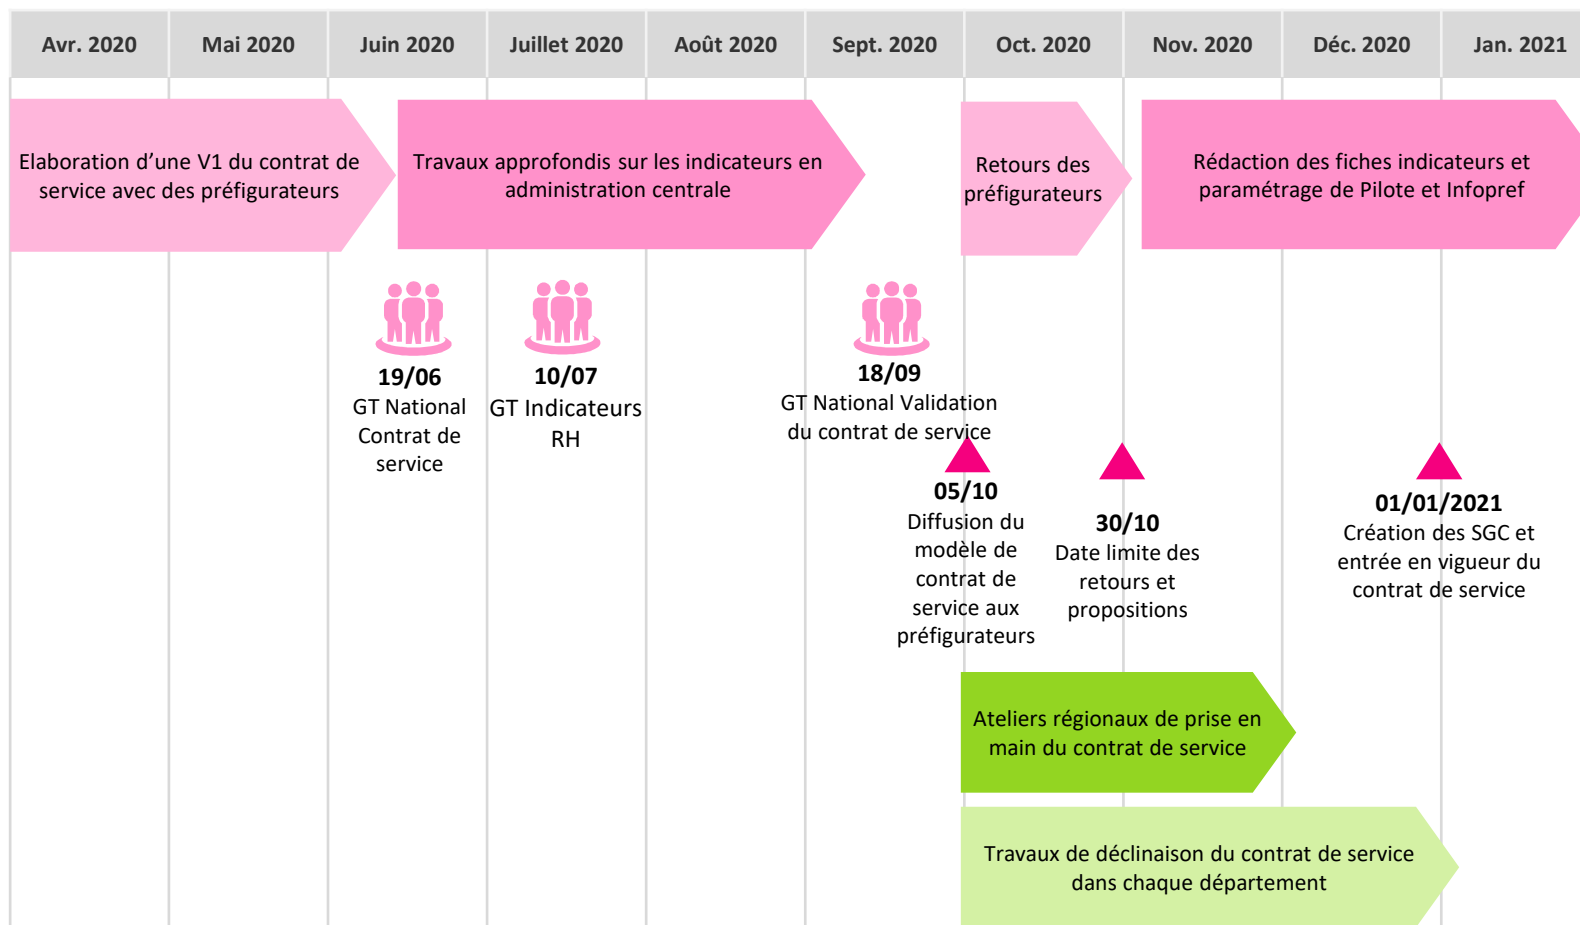 Avr. 2020
Mai 2020
Juin 2020
Juillet 2020
Août 2020
Sept. 2020
Oct. 2020
Nov. 2020
Déc. 2020
Jan. 2021
Elaboration d’une V1 du contrat de
service avec des préfigurateurs
Travaux approfondis sur les indicateurs en
administration centrale
Retours des
préfigurateurs
Rédaction des fiches indicateurs et
paramétrage de Pilote et Infopref
19/06
GT National
Contrat de
service
10/07
GT Indicateurs
RH
18/09
GT National Validation
du contrat de service
05/10
Diffusion du
modèle de
contrat de
service aux
préfigurateurs
30/10
Date limite des
retours et
propositions
01/01/2021
Création des SGC et
entrée en vigueur du
contrat de service
Ateliers régionaux de prise en
main du contrat de service
Travaux de déclinaison du contrat de service
dans chaque département